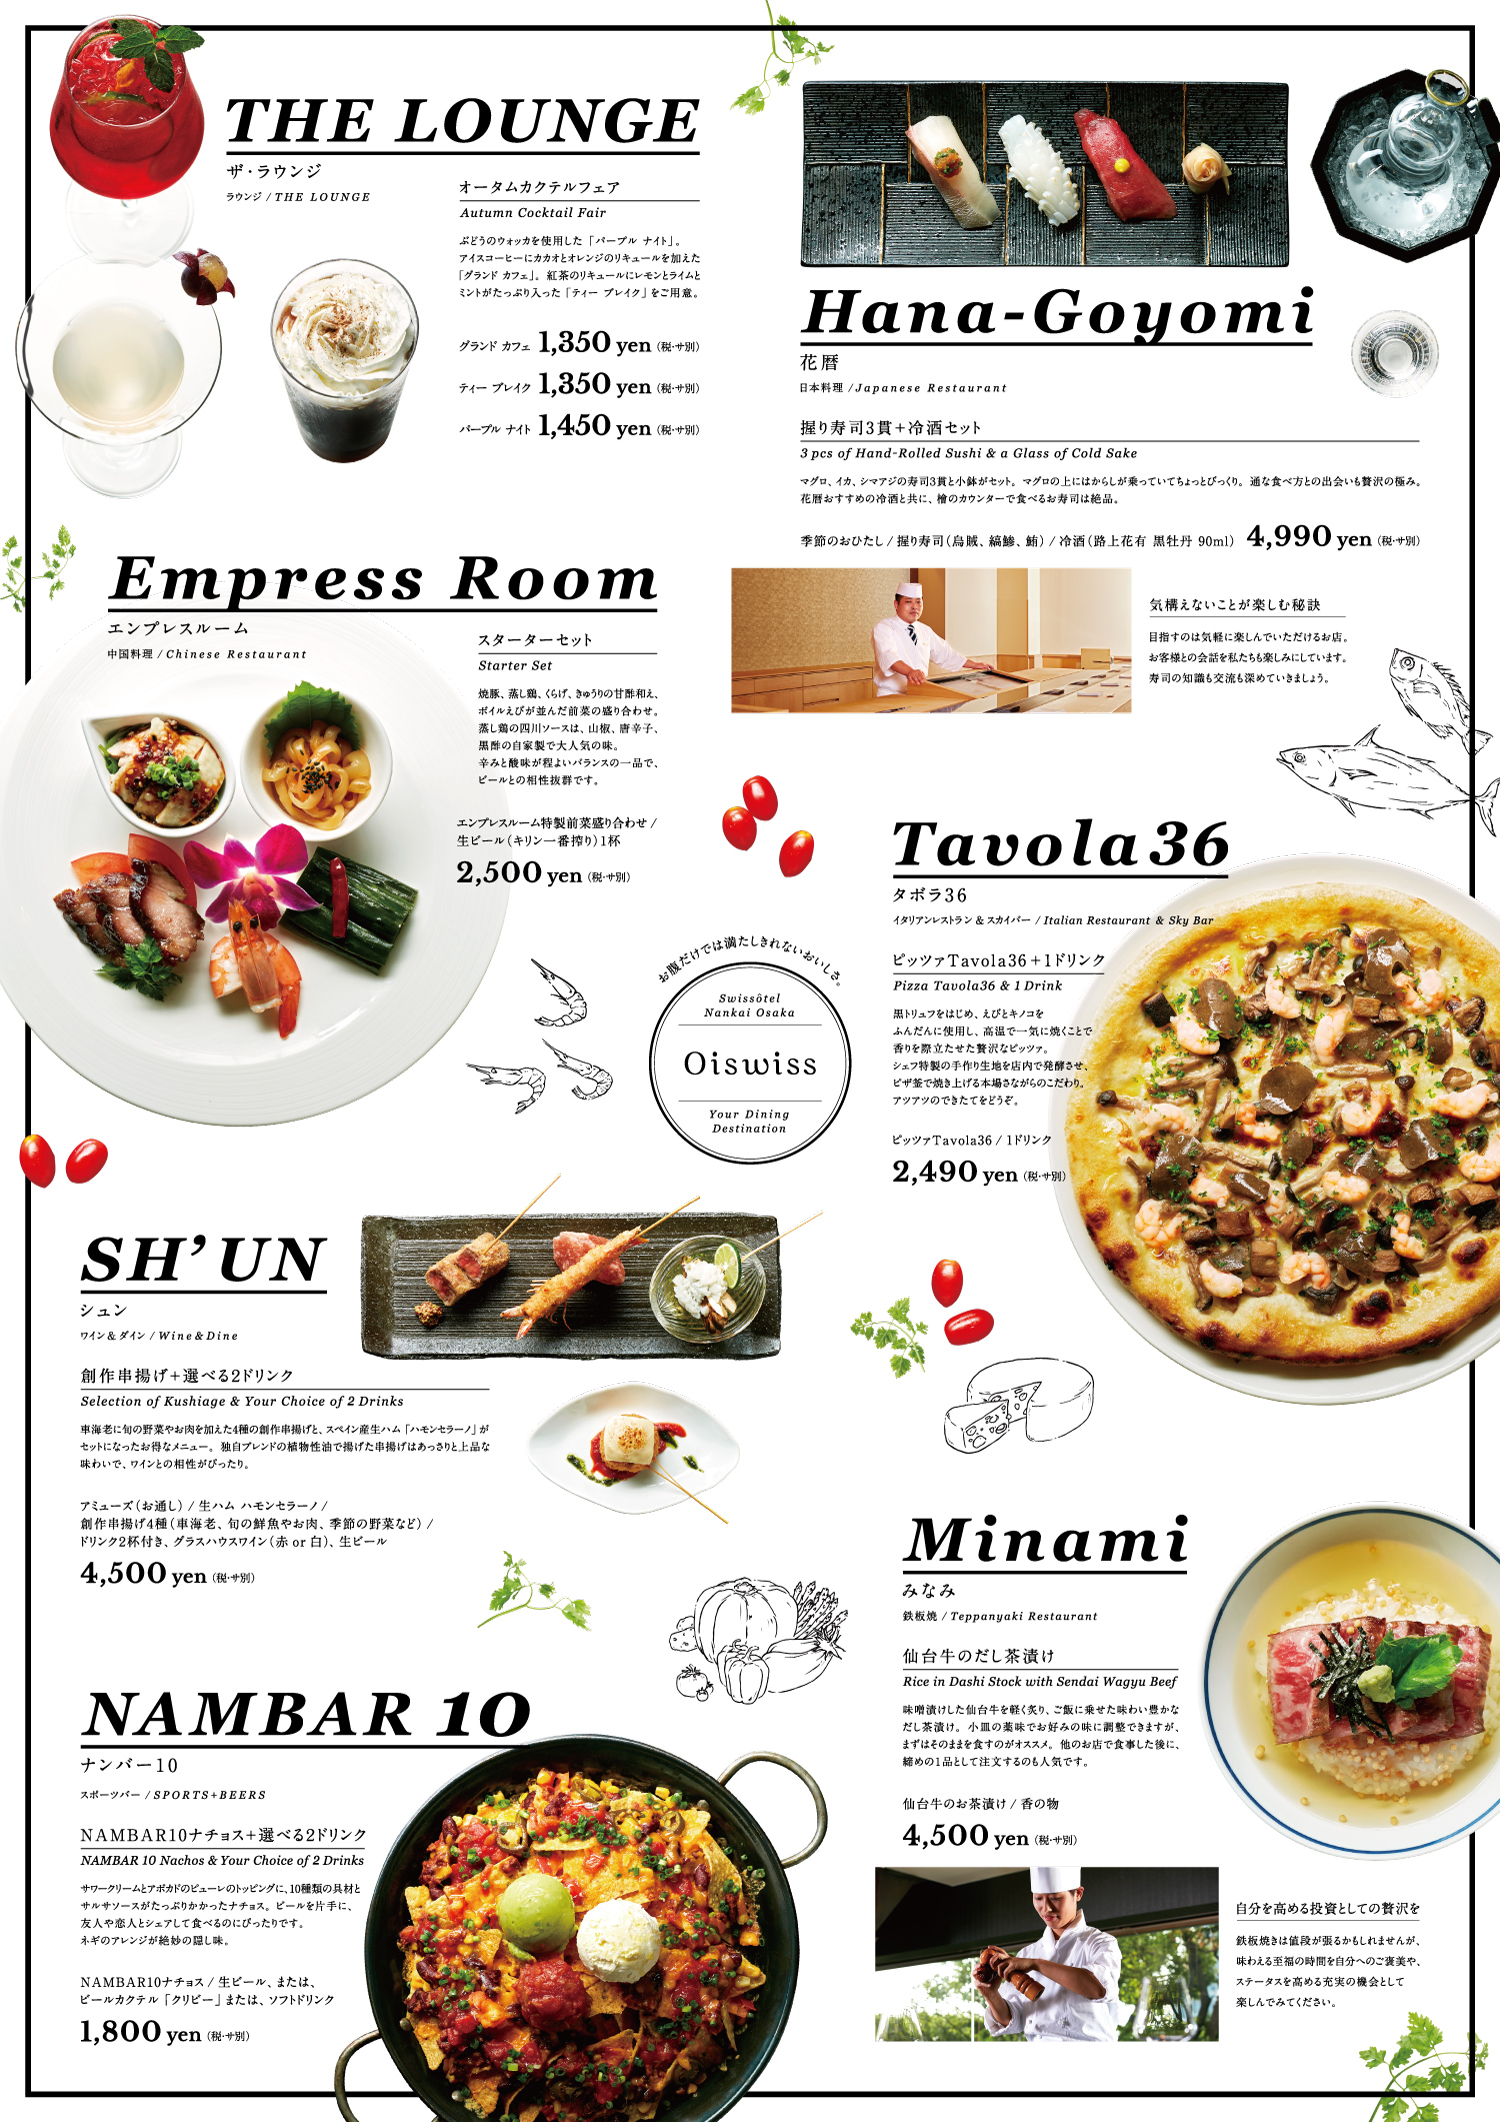 THE LOUNGE
ザ・ラウンジ
ラウンジ / THE LOUNGE
オータムカクテルフェア
Autumn Cocktail Fair
ぶどうのウォッカを使用した「パープル ナイト」。
アイスコーヒーにカカオとオレンジのリキュールを加えた
「グランド カフェ」。紅茶のリキュールにレモンとライムと
ミントがたっぷり入った「ティー ブレイク」をご用意。
グランド カフェ 1,350 yen (税・サ別)
ティー ブレイク 1,350 yen (税・サ別)
パープル ナイト 1,450 yen (税・サ別)
Hana-Goyomi
花暦
日本料理 / Japanese Restaurant
握り寿司3貫+冷酒セット
3 pcs of Hand-Rolled Sushi & a Glass of Cold Sake
マグロ、イカ、シマアジの寿司3貫と小鉢がセット。マグロの上にはからしが乗っていてちょっとびっくり。通な食べ方との出会いも贅沢の極み。
花暦おすすめの冷酒と共に、檜のカウンターで食べるお寿司は絶品。
季節のおひたし / 握り寿司(烏賊、縞鯵、鮪) / 冷酒(路上花有 黒牡丹 90ml) 4,990 yen (税・サ別)
気構えないことが楽しむ秘訣
目指すのは気軽に楽しんでいただけるお店。
お客様との会話を私たちも楽しみにしています。
寿司の知識も交流も深めていきましょう。
Empress Room
エンプレスルーム
中国料理 / Chinese Restaurant
スターターセット
Starter Set
焼豚、蒸し鶏、くらげ、きゅうりの甘酢和え、
ボイルえびが並んだ前菜の盛り合わせ。
蒸し鶏の四川ソースは、山椒、唐辛子、
黒酢の自家製で大人気の味。
辛みと酸味が程よいバランスの一品で、
ビールとの相性抜群です。
エンプレスルーム特製前菜盛り合わせ /
生ビール(キリン一番搾り)1杯
2,500 yen (税・サ別)
お腹だけでは満たしきれないおいしさ。
Swissôtel
Nankai Osaka
Oiswiss
Your Dining
Destination
Tavola36
タボラ36
イタリアンレストラン & スカイバー / Italian Restaurant & Sky Bar
ピッツァTavola36+1ドリンク
Pizza Tavola36 & 1 Drink
黒トリュフをはじめ、えびとキノコを
ふんだんに使用し、高温で一気に焼くことで
香りを際立たせた贅沢なピッツァ。
シェフ特製の手作り生地を店内で発酵させ、
ピザ釜で焼き上げる本場さながらのこだわり。
アツアツのできたてをどうぞ。
ピッツァTavola36 / 1ドリンク
2,490 yen (税・サ別)
SH'UN
シュン
ワイン & ダイン / Wine & Dine
創作串揚げ+選べる2ドリンク
Selection of Kushiage & Your Choice of 2 Drinks
車海老に旬の野菜やお肉を加えた4種の創作串揚げと、スペイン産生ハム「ハモンセラーノ」が
セットになったお得なメニュー。独自ブレンドの植物性油で揚げた串揚げはあっさりと上品な
味わいで、ワインとの相性がぴったり。
アミューズ(お通し) / 生ハム ハモンセラーノ /
創作串揚げ4種(車海老、旬の鮮魚やお肉、季節の野菜など) /
ドリンク2杯付き、グラスハウスワイン(赤 or 白)、生ビール
4,500 yen (税・サ別)
Minami
みなみ
鉄板焼 / Teppanyaki Restaurant
仙台牛のだし茶漬け
Rice in Dashi Stock with Sendai Wagyu Beef
味噌漬けした仙台牛を軽く炙り、ご飯に乗せた味わい豊かな
だし茶漬け。小皿の薬味でお好みの味に調整できますが、
まずはそのままを食すのがオススメ。他のお店で食事した後に、
締めの1品として注文するのも人気です。
仙台牛のお茶漬け / 香の物
4,500 yen (税・サ別)
自分を高める投資としての贅沢を
鉄板焼きは値段が張るかもしれませんが、
味わえる至福の時間を自分へのご褒美や、
ステータスを高める充実の機会として
楽しんでみてください。
NAMBAR 10
ナンバー10
スポーツバー / SPORTS+BEERS
NAMBAR10ナチョス+選べる2ドリンク
NAMBAR 10 Nachos & Your Choice of 2 Drinks
サワークリームとアボカドのピューレのトッピングに、10種類の具材と
サルサソースがたっぷりかかったナチョス。ビールを片手に、
友人や恋人とシェアして食べるのにぴったりです。
ネギのアレンジが絶妙の隠し味。
NAMBAR10ナチョス / 生ビール、または、
ビールカクテル「クリビー」または、ソフトドリンク
1,800 yen (税・サ別)